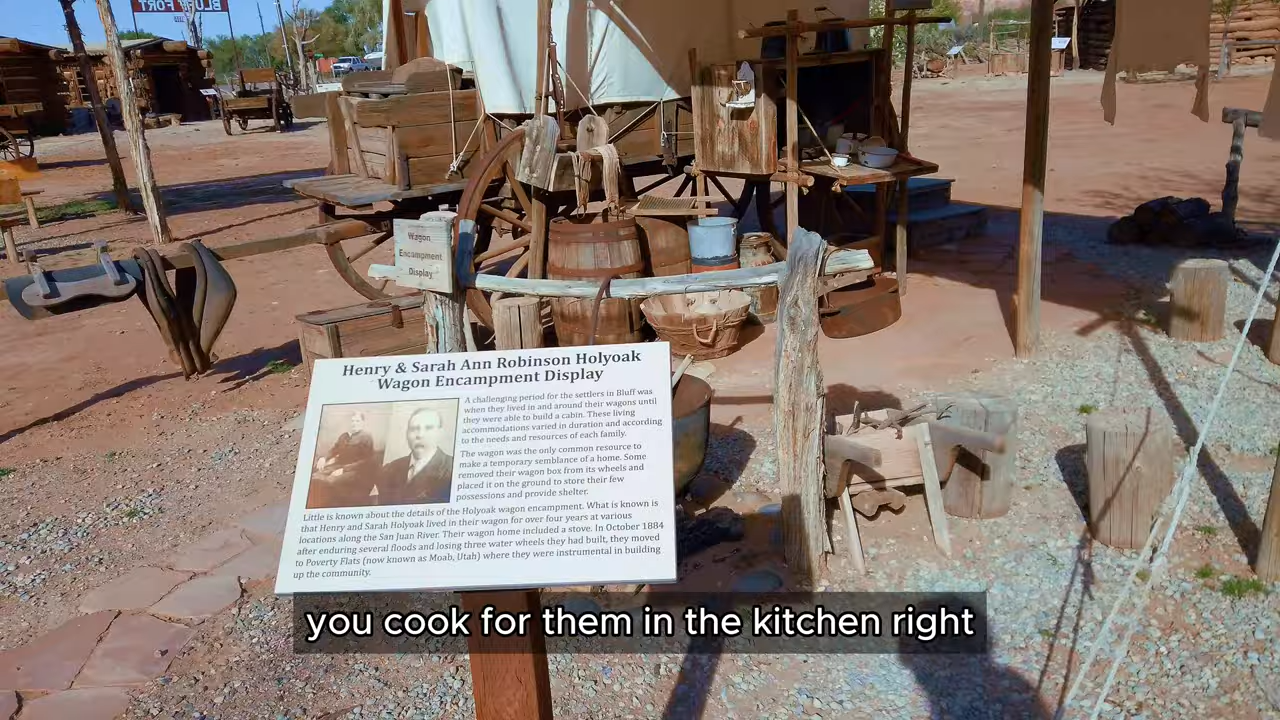 BLUFF FORT
Wagon
Encampment
Display
Henry & Sarah Ann Robinson Holyoak
Wagon Encampment Display
A challenging period for the settlers in Bluff was
when they lived in and around their wagons until
they were able to build a cabin. These living
accommodations varied in duration and according
to the needs and resources of each family.
The wagon was the only common resource to
make a temporary semblance of a home. Some
removed their wagon box from its wheels and
placed it on the ground to store their few
possessions and provide shelter.
Little is known about the details of the Holyoak wagon encampment. What is known is
that Henry and Sarah Holyoak lived in their wagon for over four years at various
locations along the San Juan River. Their wagon home included a stove. In October 1884
after enduring several floods and losing three water wheels they had built, they moved
to Poverty Flats (now known as Moab, Utah) where they were instrumental in building
up the community.
you cook for them in the kitchen right